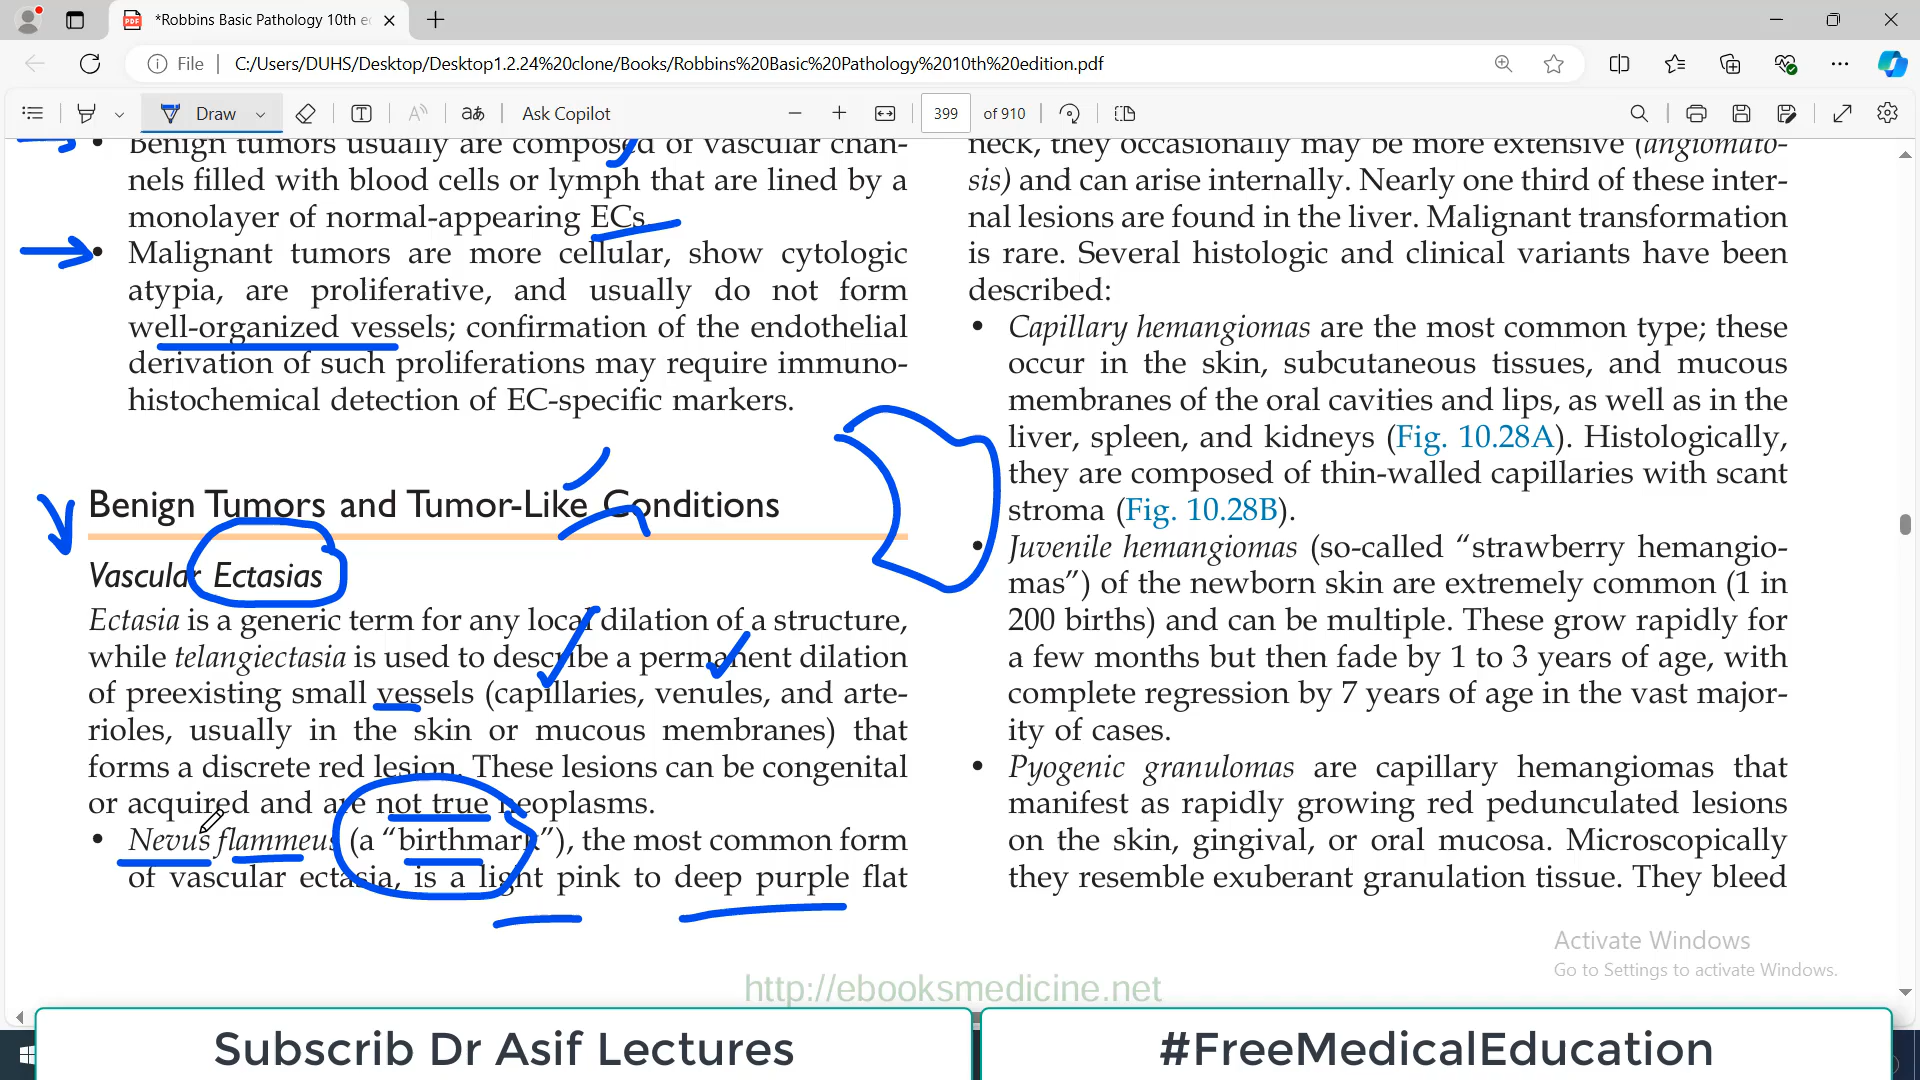 *Robbins Basic Pathology 10th e
File
C:/Users/DUHS/Desktop/Desktop1.2.24%20clone/Books/Robbins%20Basic%20Pathology%2010th%20edition.pdf
Draw
Ask Copilot
399 of 910
Benign tumors usually are composed of vascular chan-
nels filled with blood cells or lymph that are lined by a
monolayer of normal-appearing ECs.
• Malignant tumors are more cellular, show cytologic
atypia, are proliferative, and usually do not form
well-organized vessels; confirmation of the endothelial
derivation of such proliferations may require immuno-
histochemical detection of EC-specific markers.
Benign Tumors and Tumor-Like Conditions
Vascular Ectasias
Ectasia is a generic term for any local dilation of a structure,
while telangiectasia is used to describe a permanent dilation
of preexisting small vessels (capillaries, venules, and arte-
rioles, usually in the skin or mucous membranes) that
forms a discrete red lesion. These lesions can be congenital
or acquired and are not true neoplasms.
• Nevus flammeus (a “birthmark”), the most common form
of vascular ectasia, is a light pink to deep purple flat
neck, they occasionally may be more extensive (angiomato-
sis) and can arise internally. Nearly one third of these inter-
nal lesions are found in the liver. Malignant transformation
is rare. Several histologic and clinical variants have been
described:
• Capillary hemangiomas are the most common type; these
occur in the skin, subcutaneous tissues, and mucous
membranes of the oral cavities and lips, as well as in the
liver, spleen, and kidneys (Fig. 10.28A). Histologically,
they are composed of thin-walled capillaries with scant
stroma (Fig. 10.28B).
• Juvenile hemangiomas (so-called “strawberry hemangio-
mas”) of the newborn skin are extremely common (1 in
200 births) and can be multiple. These grow rapidly for
a few months but then fade by 1 to 3 years of age, with
complete regression by 7 years of age in the vast major-
ity of cases.
• Pyogenic granulomas are capillary hemangiomas that
manifest as rapidly growing red pedunculated lesions
on the skin, gingival, or oral mucosa. Microscopically
they resemble exuberant granulation tissue. They bleed
Activate Windows
Go to Settings to activate Windows.
http://ebooksmedicine.net
Subscrib Dr Asif Lectures
#FreeMedicalEducation